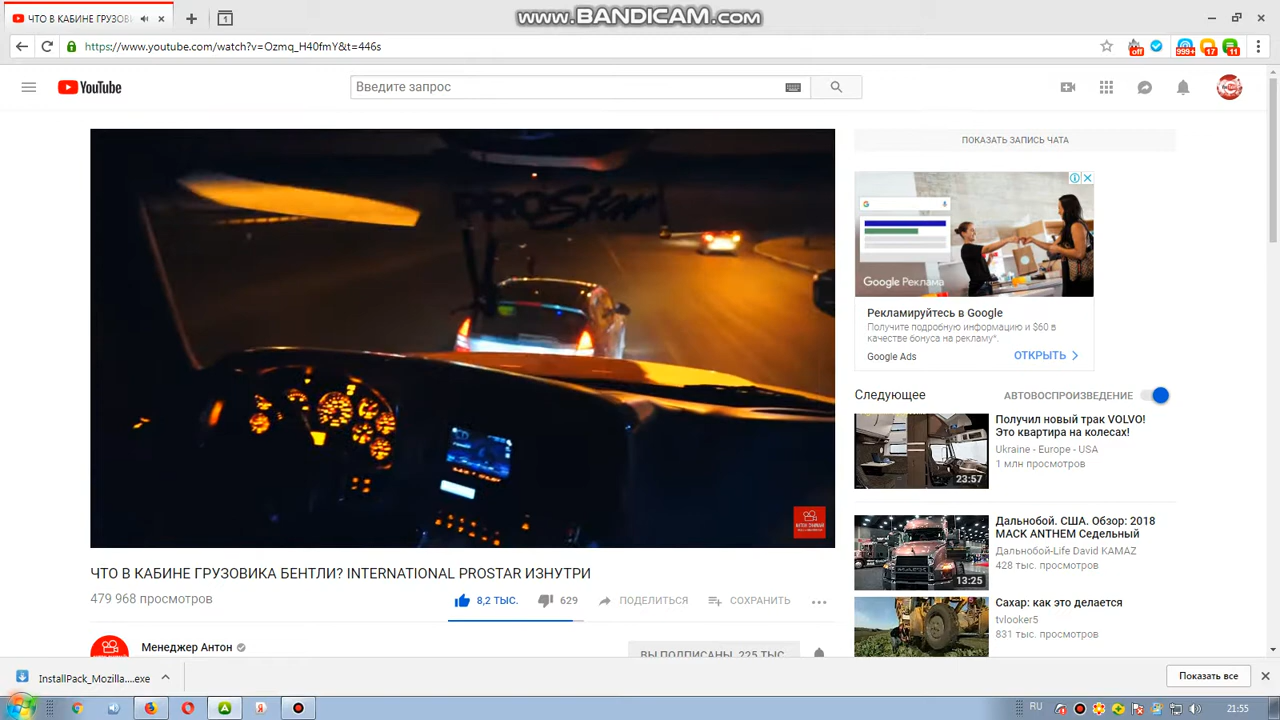 ЧТО В КАБИНЕ ГРУЗОВИ
www.BANDICAM.com
https://www.youtube.com/watch?v=Ozmq_H40fmY&t=446s
off
999+
17
11
YouTube
Введите запрос
ПОКАЗАТЬ ЗАПИСЬ ЧАТА
Google Реклама
Рекламируйтесь в Google
Получите подробную информацию и $60 в
качестве бонуса на рекламу*.
Google Ads
ОТКРЫТЬ
Следующее
АВТОВОСПРОИЗВЕДЕНИЕ
Получил новый трак VOLVO!
Это квартира на колесах!
Ukraine - Europe - USA
1 млн просмотров
23:57
Дальнобой. США. Обзор: 2018
MACK ANTHEM Седельный
Дальнобой-Life David KAMAZ
428 тыс. просмотров
13:25
Сахар: как это делается
tvlooker5
831 тыс. просмотров
ЧТО В КАБИНЕ ГРУЗОВИКА БЕНТЛИ? INTERNATIONAL PROSTAR ИЗНУТРИ
479 968 просмотров
8,2 ТЫС.
629
ПОДЕЛИТЬСЯ
СОХРАНИТЬ
Менеджер Антон
ВЫ ПОДПИСАНЫ 225 ТЫС.
InstallPack_Mozilla....exe
Показать все
RU
21:55